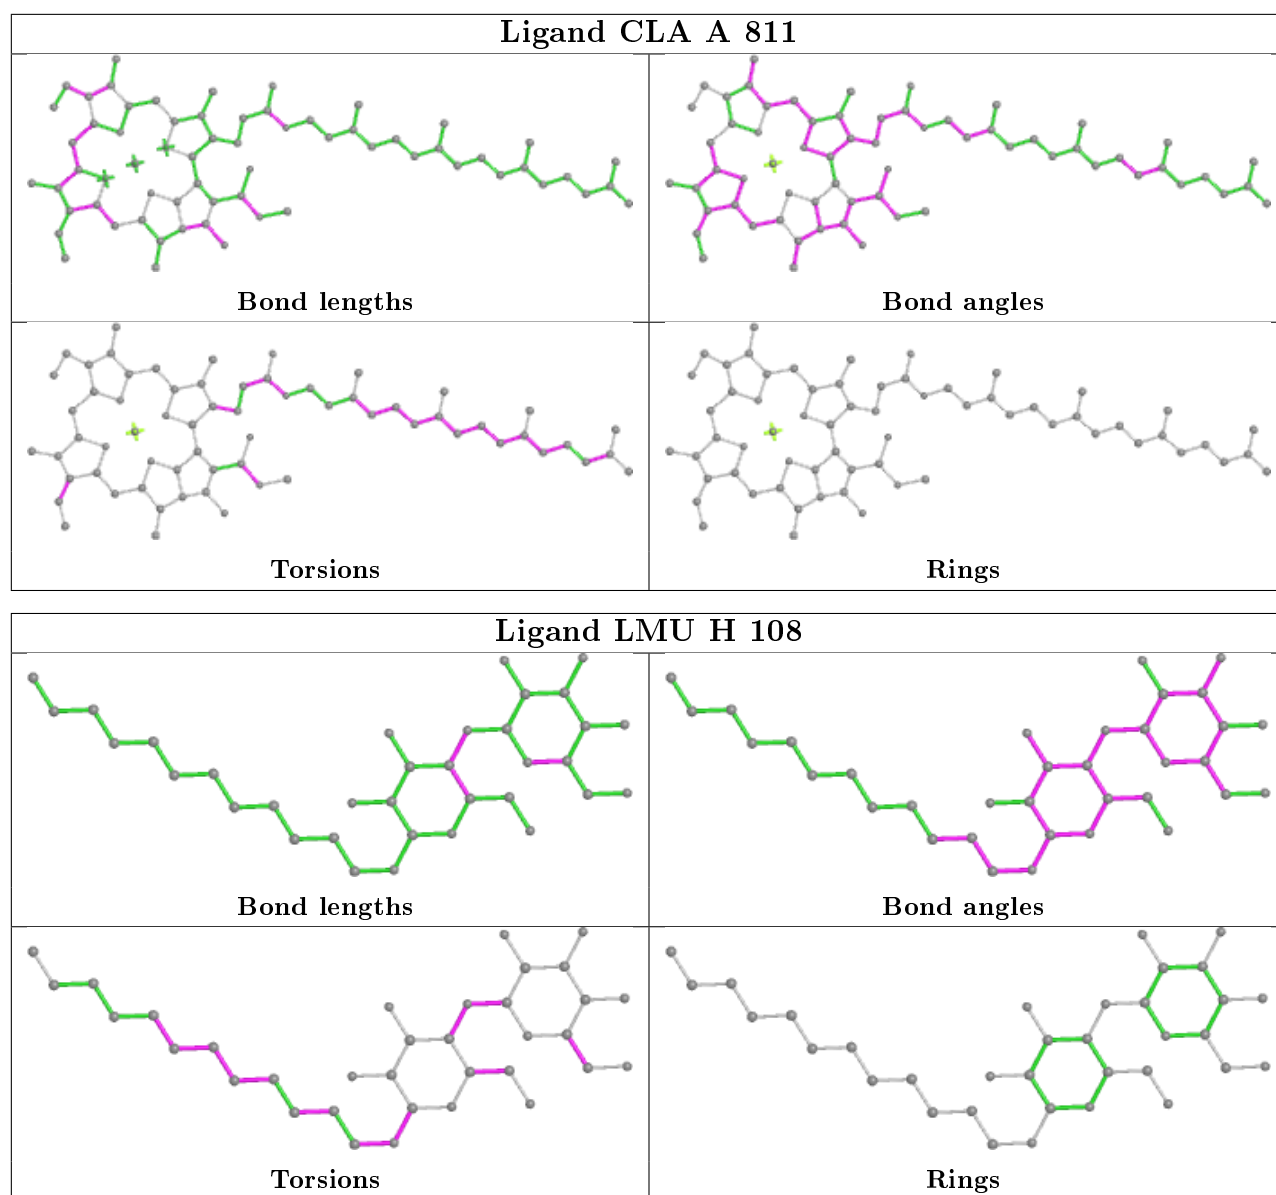 Ligand CLA A 811
Bond lengths
Bond angles
Torsions
Rings
Ligand LMU H 108
Bond lengths
Bond angles
Torsions
Rings